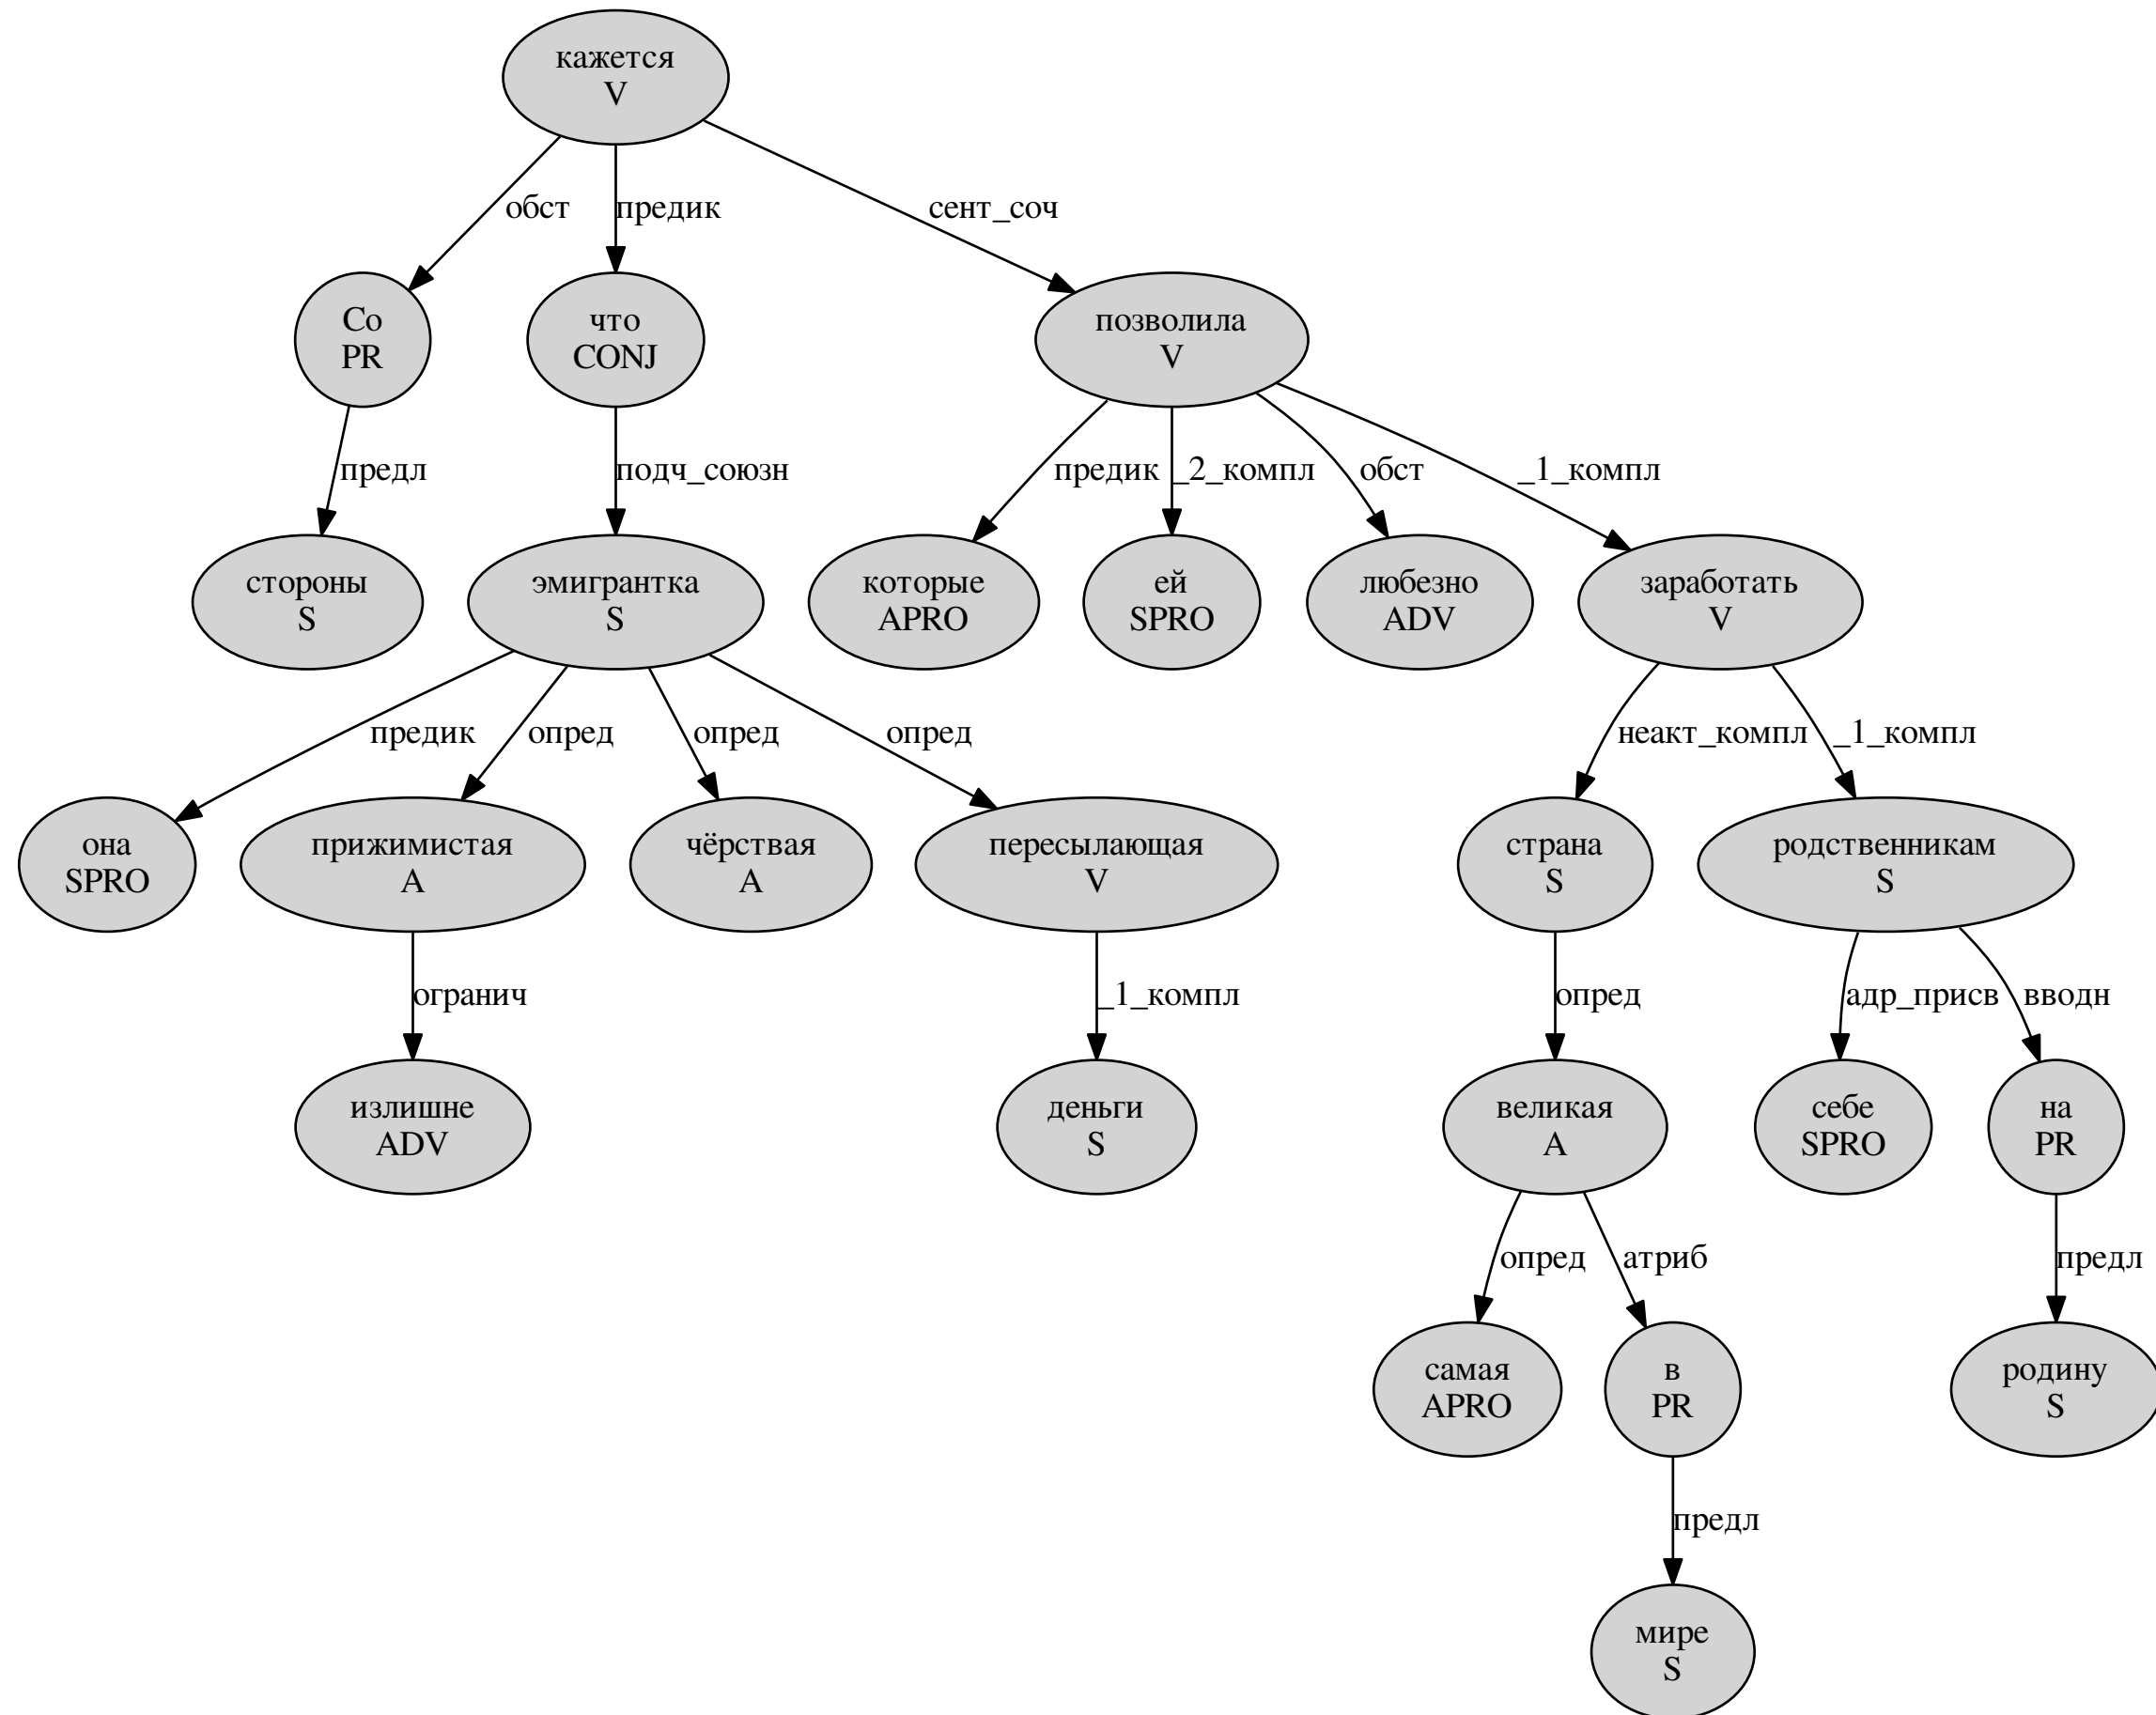 кажется
V
обст
предик
сент_соч
Со
PR
что
CONJ
позволила
V
предл
подч_союзн
предик
_2_компл
обст
_1_компл
стороны
S
эмигрантка
S
которые
APRO
ей
SPRO
любезно
ADV
заработать
V
предик
опред
опред
опред
неакт_компл
_1_компл
она
SPRO
прижимистая
A
чёрствая
A
пересылающая
V
страна
S
родственникам
S
огранич
_1_компл
опред
адр_присв
вводн
излишне
ADV
деньги
S
великая
A
себе
SPRO
на
PR
опред
атриб
предл
самая
APRO
в
PR
родину
S
предл
мире
S